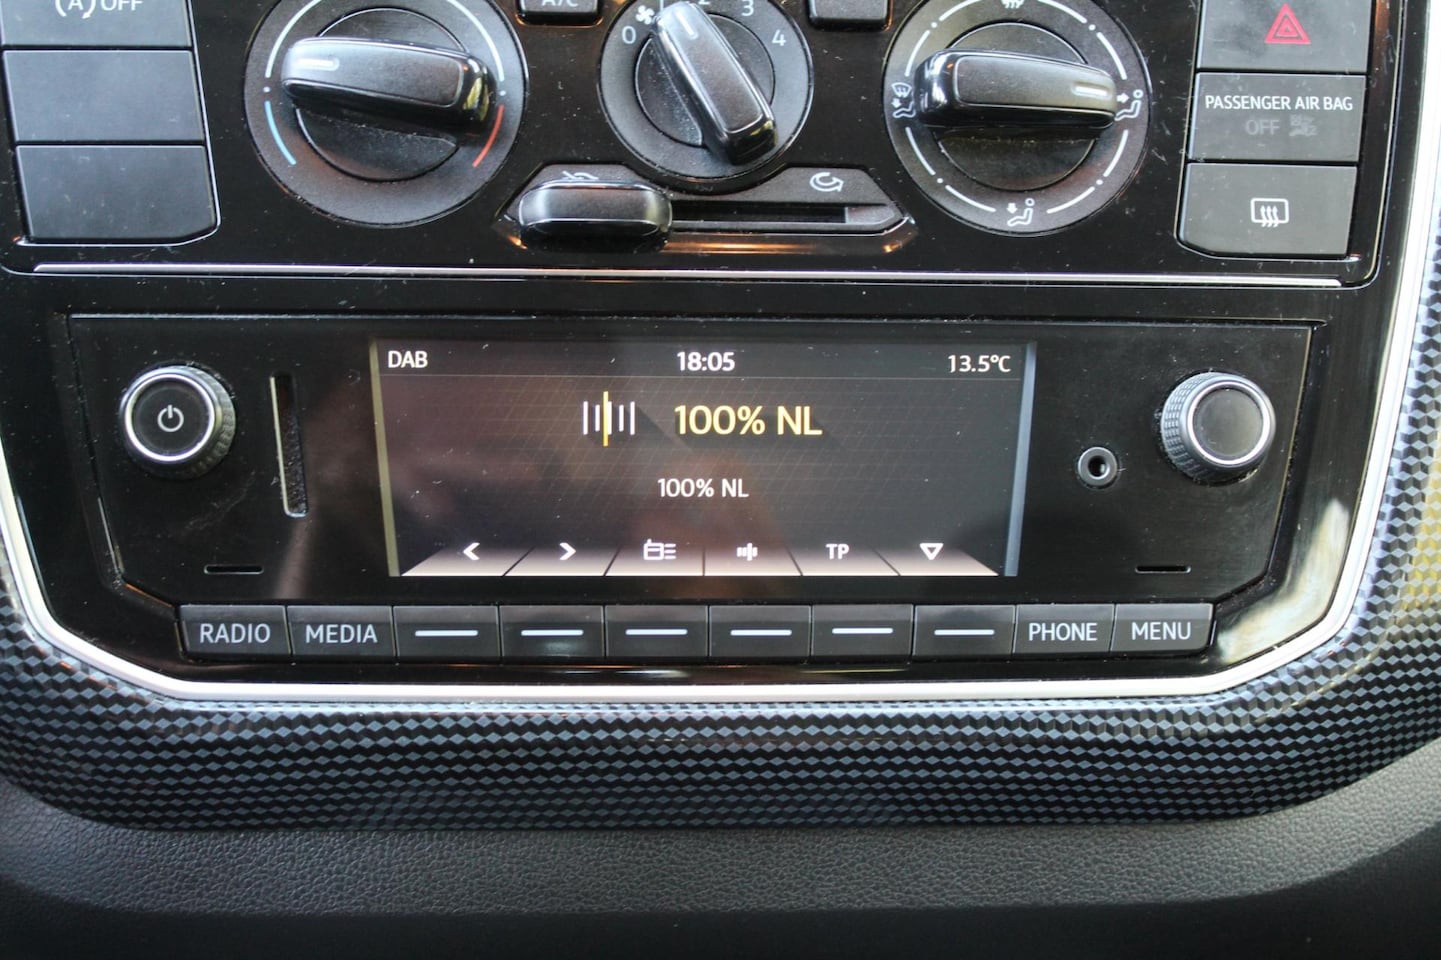 (A) OFF
A/C
0 1 2 3 4
PASSENGER AIR BAG
OFF
DAB 18:05 13.5°C
100% NL
100% NL
TP
RADIO MEDIA PHONE MENU